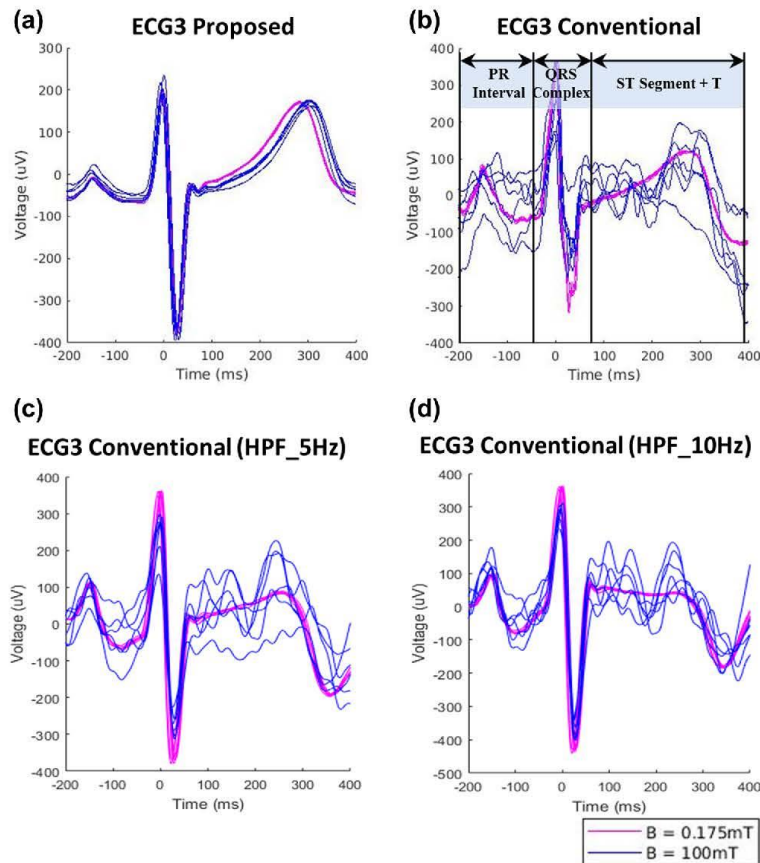 (a)
ECG3 Proposed
300
200
100
0
-100
-200
-300
-400
Voltage (uV)
-200 -100 0 100 200 300 400
Time (ms)
(b)
ECG3 Conventional
400
300
200
100
0
-100
-200
-300
-400
Voltage (uV)
PR
Interval
QRS
Complex
ST Segment + T
-200 -100 0 100 200 300 400
Time (ms)
(c)
ECG3 Conventional (HPF_5Hz)
400
300
200
100
0
-100
-200
-300
-400
Voltage (uV)
-200 -100 0 100 200 300 400
Time (ms)
(d)
ECG3 Conventional (HPF_10Hz)
400
300
200
100
0
-100
-200
-300
-400
-500
Voltage (uV)
-200 -100 0 100 200 300 400
Time (ms)
B = 0.175mT
B = 100mT